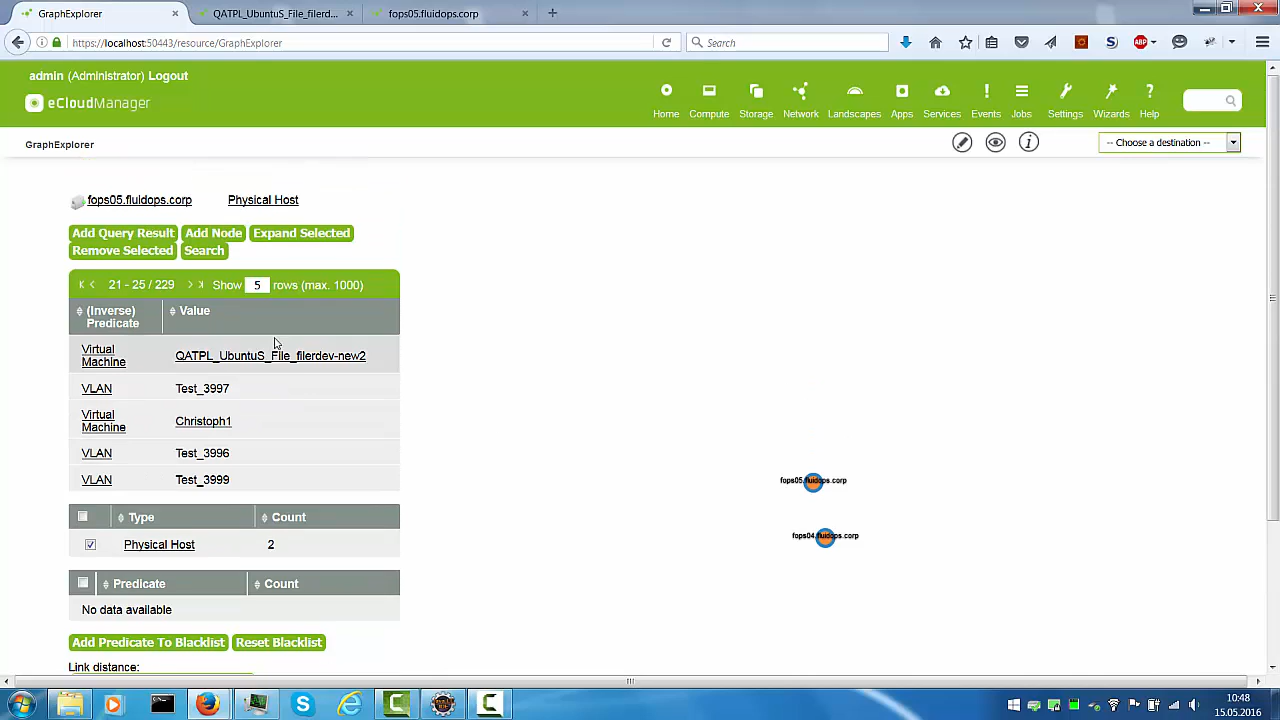 GraphExplorer
QATPL_UbuntuS_File_filerd...
fops05.fluidops.corp
https://localhost:50443/resource/GraphExplorer
Search
ABP
admin (Administrator) Logout
eCloudManager
Home
Compute
Storage
Network
Landscapes
Apps
Services
Events
Jobs
Settings
Wizards
Help
GraphExplorer
-- Choose a destination --
fops05.fluidops.corp
Physical Host
Add Query Result
Add Node
Expand Selected
Remove Selected
Search
21 - 25 / 229
Show 5 rows (max. 1000)
(Inverse)
Predicate
Value
Virtual
Machine
QATPL_UbuntuS_File_filerdev-new2
VLAN
Test_3997
Virtual
Machine
Christoph1
VLAN
Test_3996
VLAN
Test_3999
Type
Count
Physical Host
2
Predicate
Count
No data available
Add Predicate To Blacklist
Reset Blacklist
Link distance:
fops05.fluidops.corp
fops04.fluidops.corp
10:48
15.05.2016